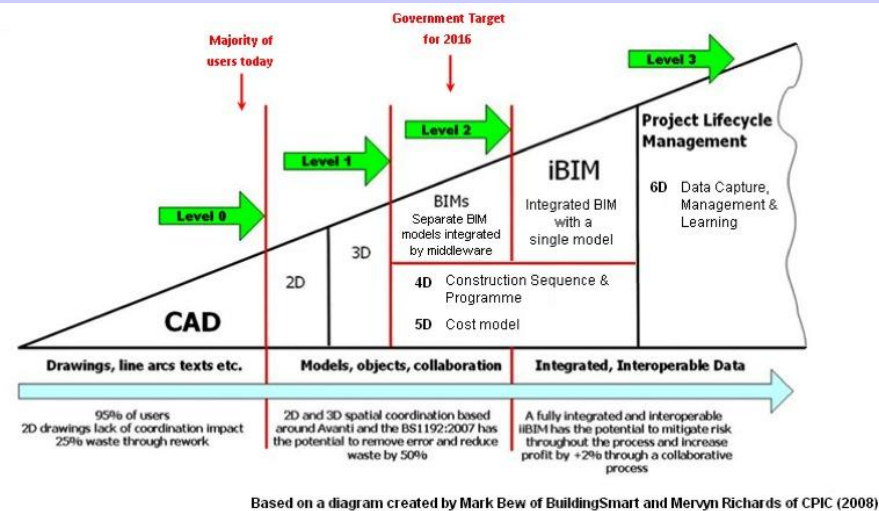 Government Target
for 2016
Majority of
users today
Level 3
Level 2
Level 1
Level 0
Project Lifecycle
Management
6D Data Capture,
Management &
Learning
iBIM
Integrated BIM
with a
single model
BIMs
Separate BIM
models integrated
by middleware
3D
2D
4D Construction Sequence &
Programme
5D Cost model
CAD
Drawings, line arcs texts etc.
Models, objects, collaboration
Integrated, Interoperable Data
95% of users
2D drawings lack of coordination impact
25% waste through rework
2D and 3D spatial coordination based
around Avanti and the BS1192:2007 has
the potential to remove error and reduce
waste by 50%
A fully integrated and interoperable
iiBIM has the potential to mitigate risk
throughout the process and increase
profit by +2% through a collaborative
process
Based on a diagram created by Mark Bew of BuildingSmart and Mervyn Richards of CPIC (2008)